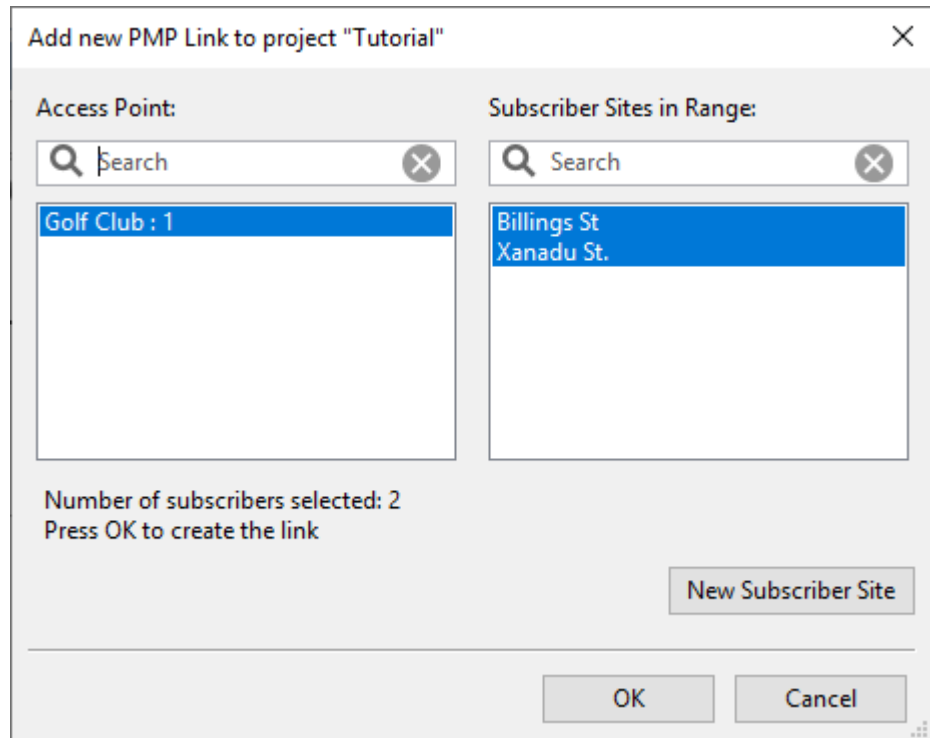 Add new PMP Link to project "Tutorial"
Access Point:
Search
Golf Club : 1
Subscriber Sites in Range:
Search
Billings St
Xanadu St.
Number of subscribers selected: 2
Press OK to create the link
New Subscriber Site
OK
Cancel